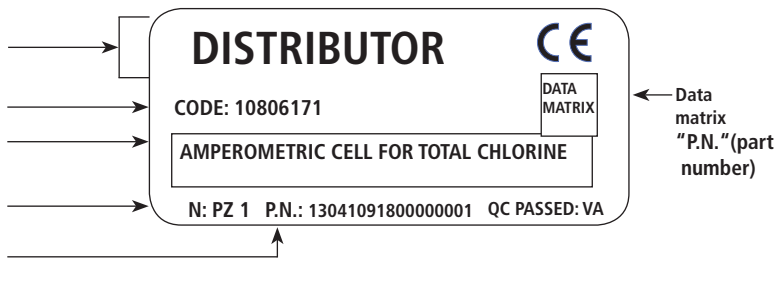 DISTRIBUTOR
CE
DATA
MATRIX
CODE: 10806171
AMPEROMETRIC CELL FOR TOTAL CHLORINE
N: PZ 1 P.N.: 13041091800000001 QC PASSED: VA
Data
matrix
“P.N.“(part
number)